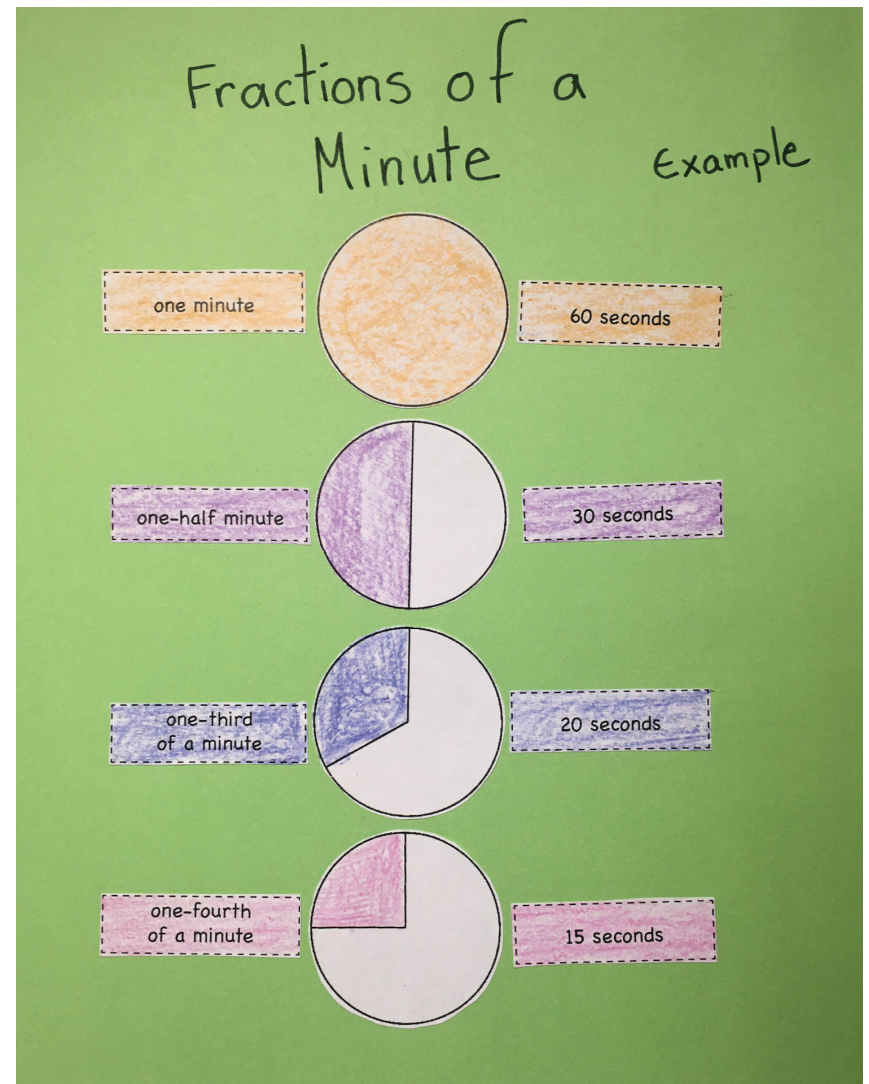 Fractions of a
Minute
Example
one minute
60 seconds
one-half minute
30 seconds
one-third
of a minute
20 seconds
one-fourth
of a minute
15 seconds